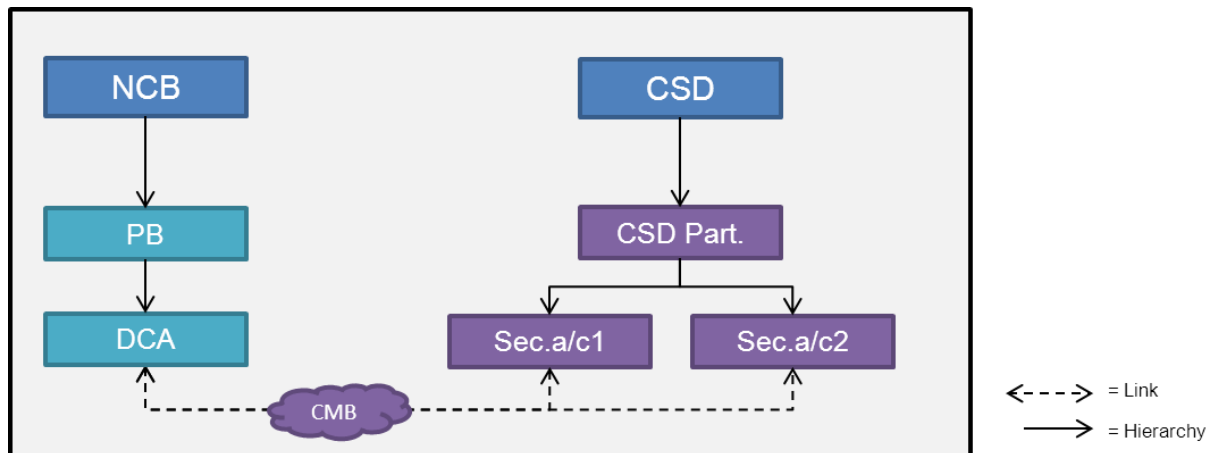 NCB
CSD
PB
CSD Part.
DCA
Sec.a/c1
Sec.a/c2
CMB
= Link
= Hierarchy